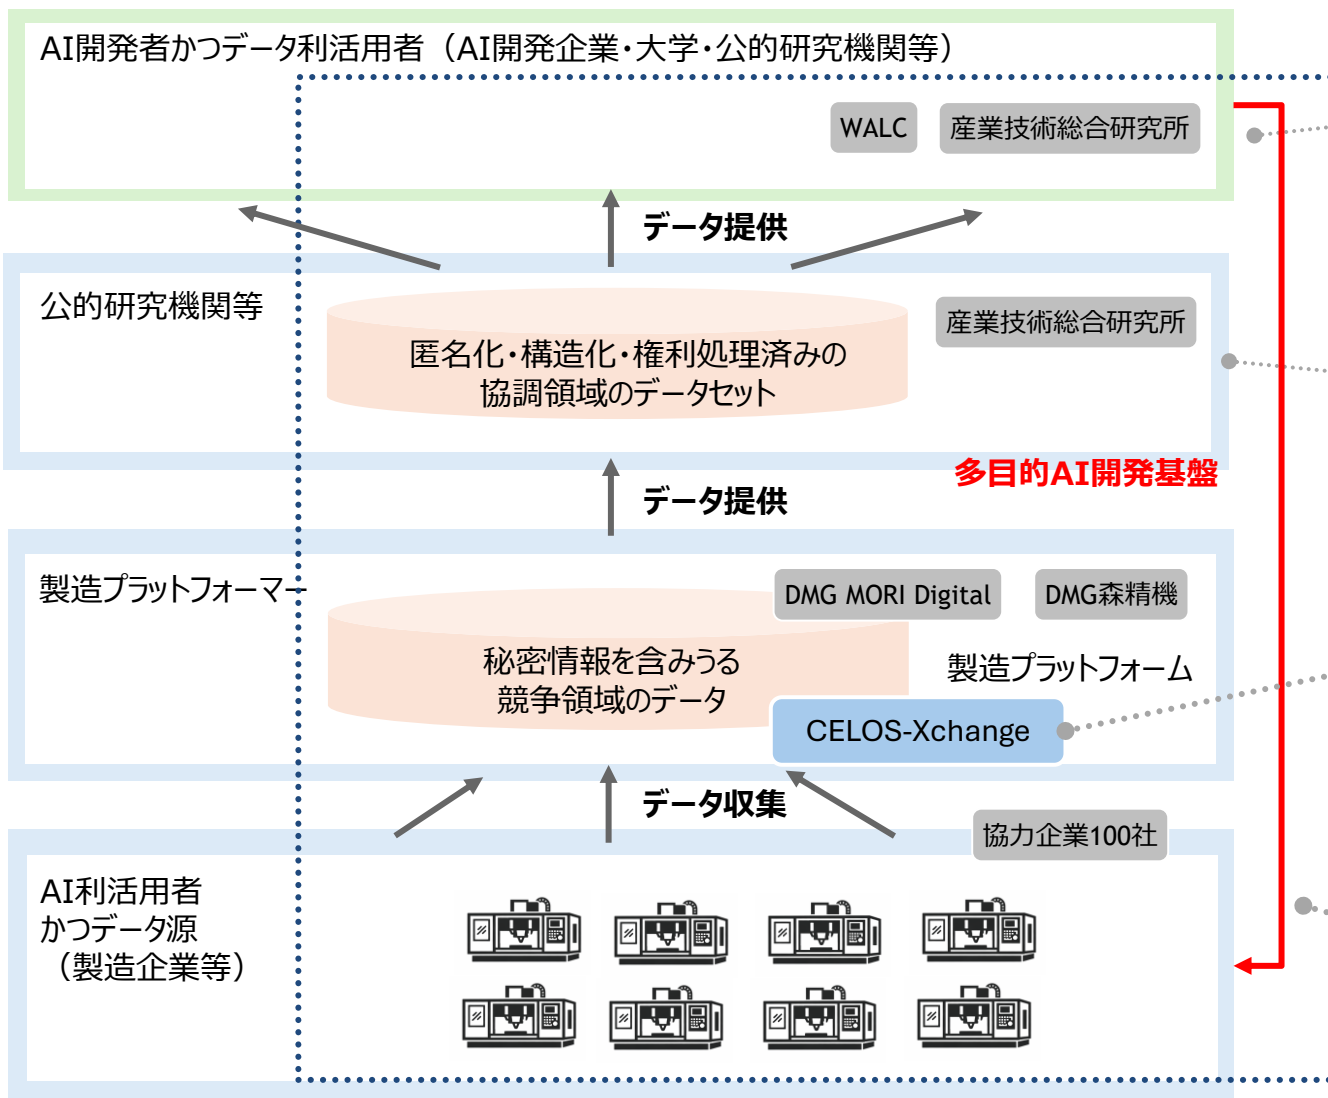 AI開発者かつデータ利活用者（AI開発企業・大学・公的研究機関等）
WALC
産業技術総合研究所
データ提供
公的研究機関等
産業技術総合研究所
匿名化・構造化・権利処理済みの
協調領域のデータセット
多目的AI開発基盤
データ提供
製造プラットフォーマー
DMG MORI Digital
DMG森精機
秘密情報を含みうる
競争領域のデータ
製造プラットフォーム
CELOS-Xchange
データ収集
協力企業100社
AI利活用者
かつデータ源
（製造企業等）